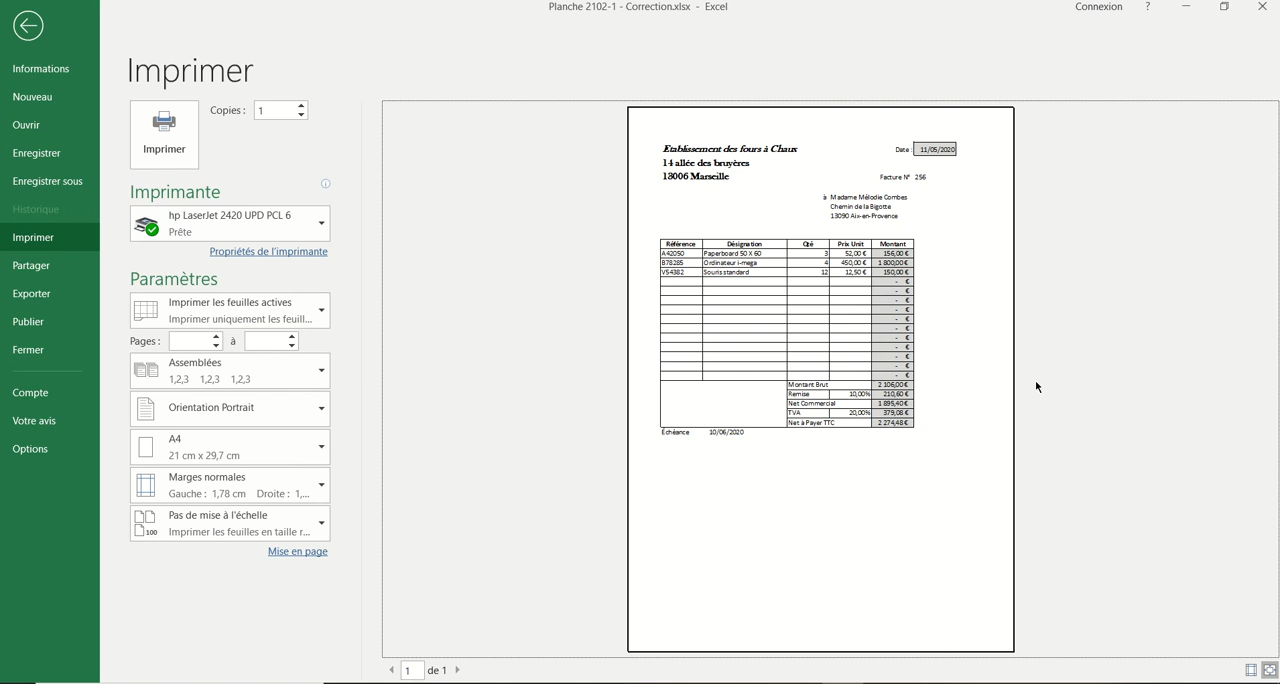 Planche 2102-1 - Correction.xlsx - Excel
Connexion ?
Informations
Nouveau
Ouvrir
Enregistrer
Enregistrer sous
Historique
Imprimer
Partager
Exporter
Publier
Fermer
Compte
Votre avis
Options
Imprimer
Imprimer
Copies : 1
Imprimante
hp LaserJet 2420 UPD PCL 6
Prête
Propriétés de l'imprimante
Paramètres
Imprimer les feuilles actives
Imprimer uniquement les feuill...
Pages : à
Assemblées
1,2,3 1,2,3 1,2,3
Orientation Portrait
A4
21 cm x 29,7 cm
Marges normales
Gauche : 1,78 cm Droite : 1,...
Pas de mise à l'échelle
100 Imprimer les feuilles en taille r...
Mise en page
Etablissement des fours à Chaux
Date : 11/05/2020
14 allée des bruyères
13006 Marseille
Facture N° 256
à Madame Mélodie Combes
Chemin de la Bigotte
13090 Aix-en-Provence
Référence Désignation Qté Prix Unit Montant
A42050 Paperboard 50 X 60 3 52,00 € 156,00 €
B78285 Ordinateur i-mega 4 450,00 € 1 800,00 €
V54382 Souris standard 12 12,50 € 150,00 €
- €
- €
- €
- €
- €
- €
- €
- €
- €
- €
- €
Montant Brut 2 106,00 €
Remise 10,00% 210,60 €
Net Commercial 1 895,40 €
TVA 20,00% 379,08 €
Net à Payer TTC 2 274,48 €
Échéance 10/06/2020
1 de 1